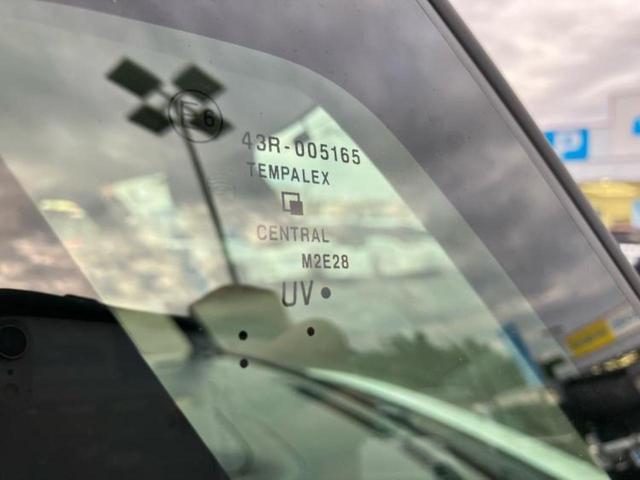 E6
43R-005165
TEMPALEX
CENTRAL
M2E28
UV
P